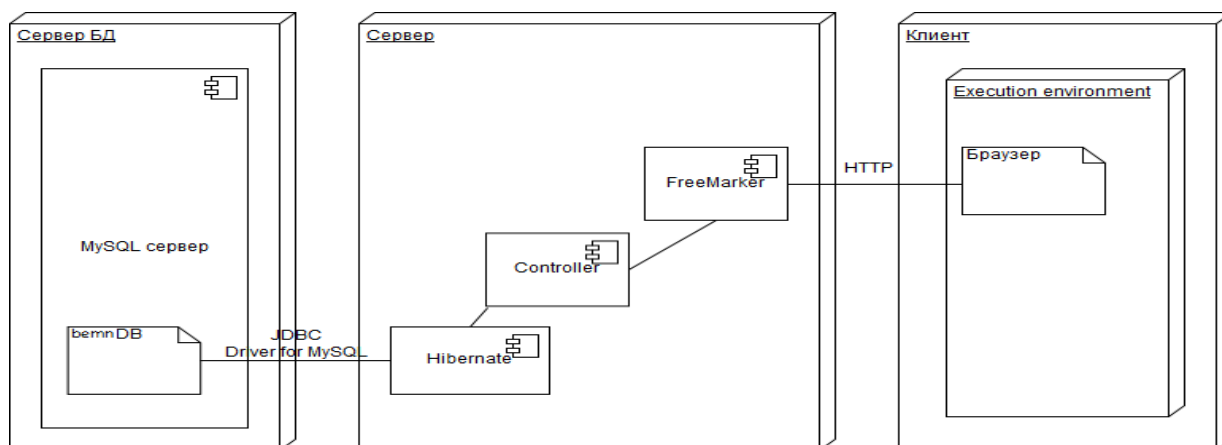 Сервер БД
MySQL сервер
bemnDB
JDBC
Driver for MySQL
Сервер
FreeMarker
Controller
Hibernate
HTTP
Клиент
Execution environment
Браузер